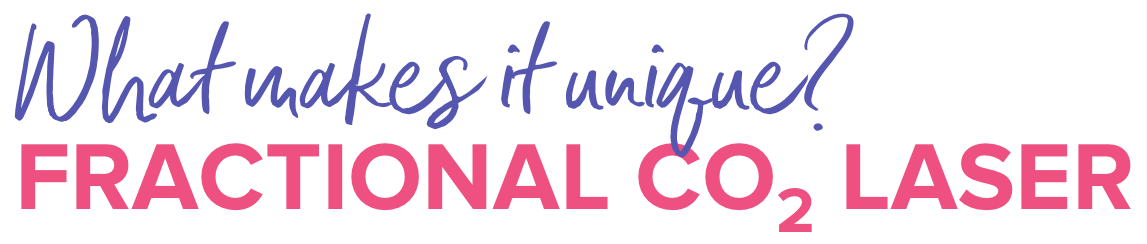 What makes it unique?
FRACTIONAL CO₂ LASER